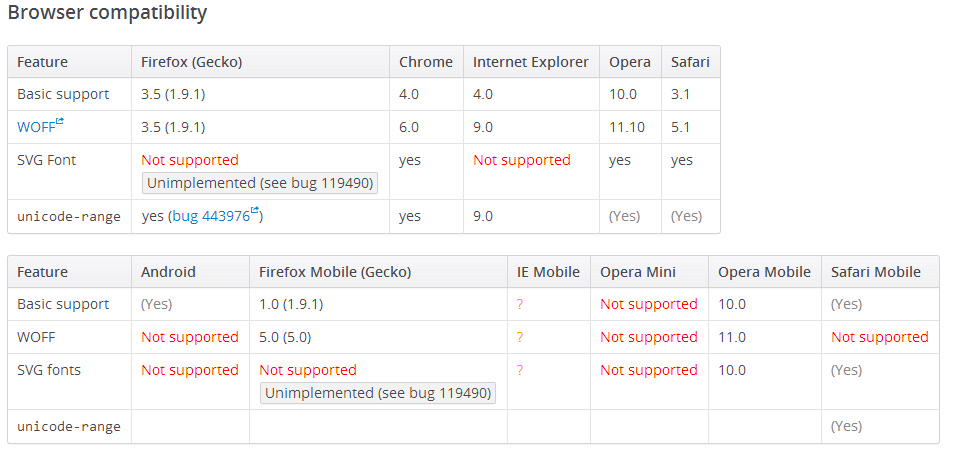 Browser compatibility
Feature Firefox (Gecko) Chrome Internet Explorer Opera Safari
Basic support 3.5 (1.9.1) 4.0 4.0 10.0 3.1
WOFF 3.5 (1.9.1) 6.0 9.0 11.10 5.1
SVG Font Not supported yes Not supported yes yes
Unimplemented (see bug 119490)
unicode-range yes (bug 443976) yes 9.0 (Yes) (Yes)
Feature Android Firefox Mobile (Gecko) IE Mobile Opera Mini Opera Mobile Safari Mobile
Basic support (Yes) 1.0 (1.9.1) ? Not supported 10.0 (Yes)
WOFF Not supported 5.0 (5.0) ? Not supported 11.0 Not supported
SVG fonts Not supported Not supported ? Not supported 10.0 (Yes)
Unimplemented (see bug 119490)
unicode-range (Yes)